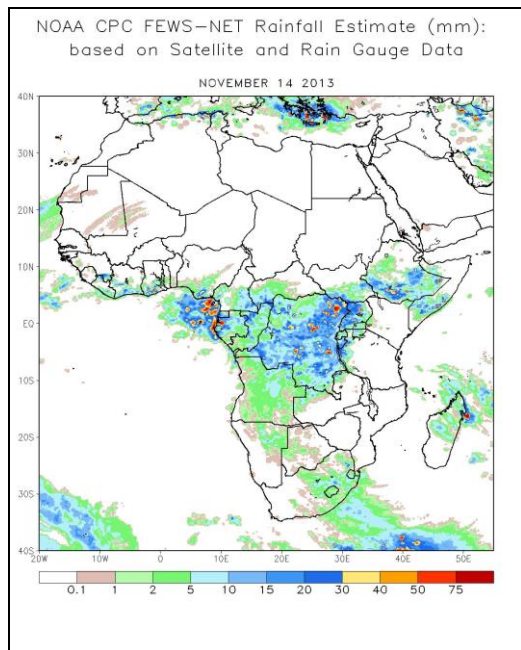 NOAA CPC FEWS-NET Rainfall Estimate (mm):
based on Satellite and Rain Gauge Data
NOVEMBER 14 2013
40N
30N
20N
10N
EQ
10S
20S
30S
40S
20W 10W 0 10E 20E 30E 40E 50E
0.1 1 2 5 10 15 20 30 40 50 75